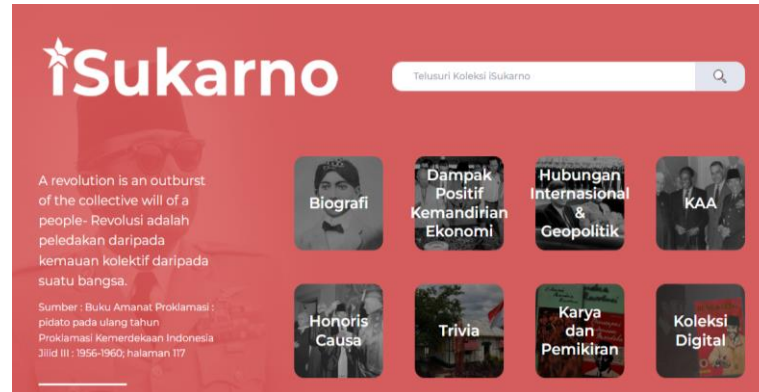 iSukarno
Telusuri Koleksi iSukarno
A revolution is an outburst
of the collective will of a
people- Revolusi adalah
peledakan daripada
kemauan kolektif daripada
suatu bangsa.
Sumber : Buku Amanat Proklamasi :
pidato pada ulang tahun
Proklamasi Kemerdekaan Indonesia
Jilid III : 1956-1960; halaman 117
Biografi
Dampak
Positif
Kemandirian
Ekonomi
Hubungan
Internasional
&
Geopolitik
KAA
Honoris
Causa
Trivia
Karya
dan
Pemikiran
Koleksi
Digital